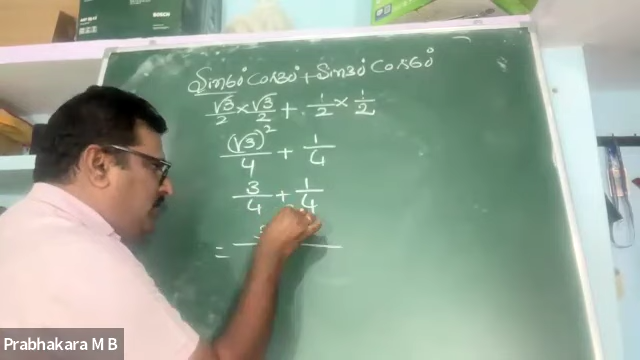 BOSCH
Sin60° Cos30° + Sin30° Cos60°
√3/2 × √3/2 + 1/2 × 1/2
(√3)²/4 + 1/4
3/4 + 1/4
=
Prabhakara M B